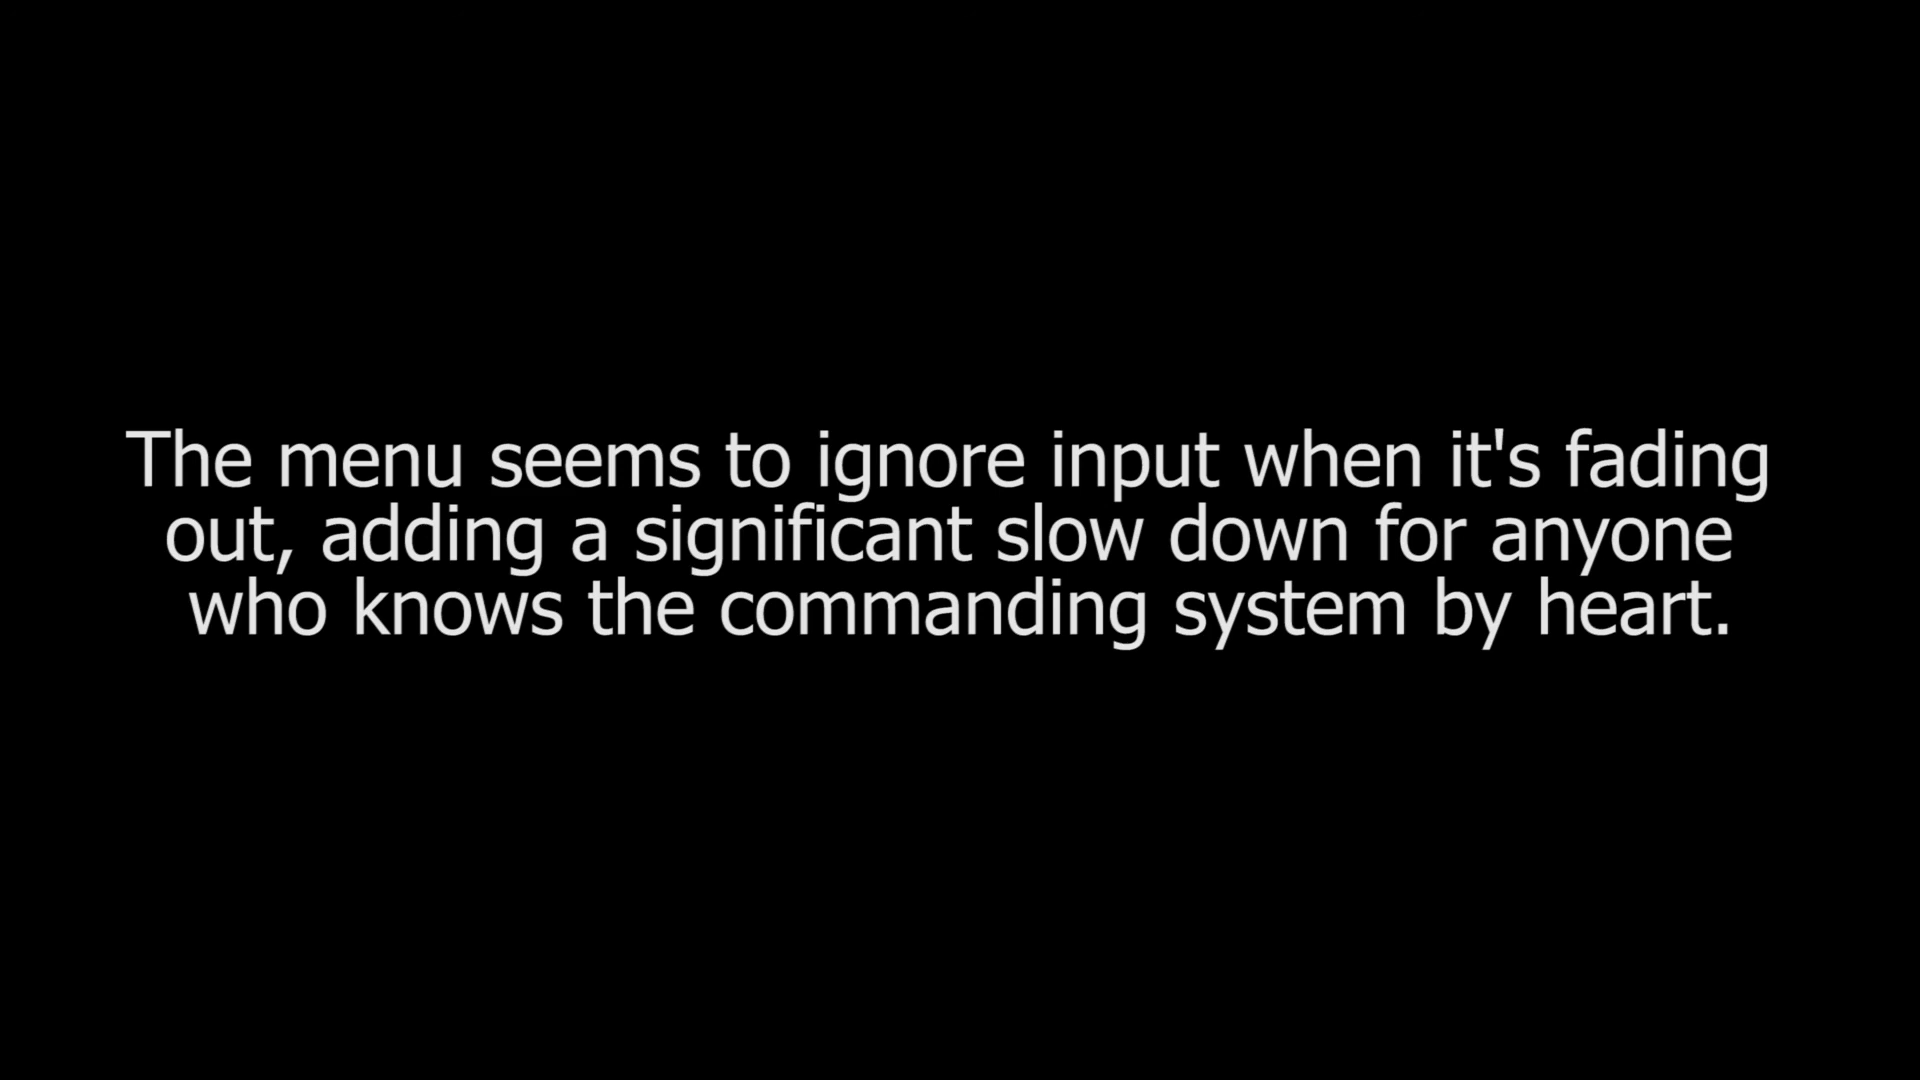 The menu seems to ignore input when it's fading
out, adding a significant slow down for anyone
who knows the commanding system by heart.